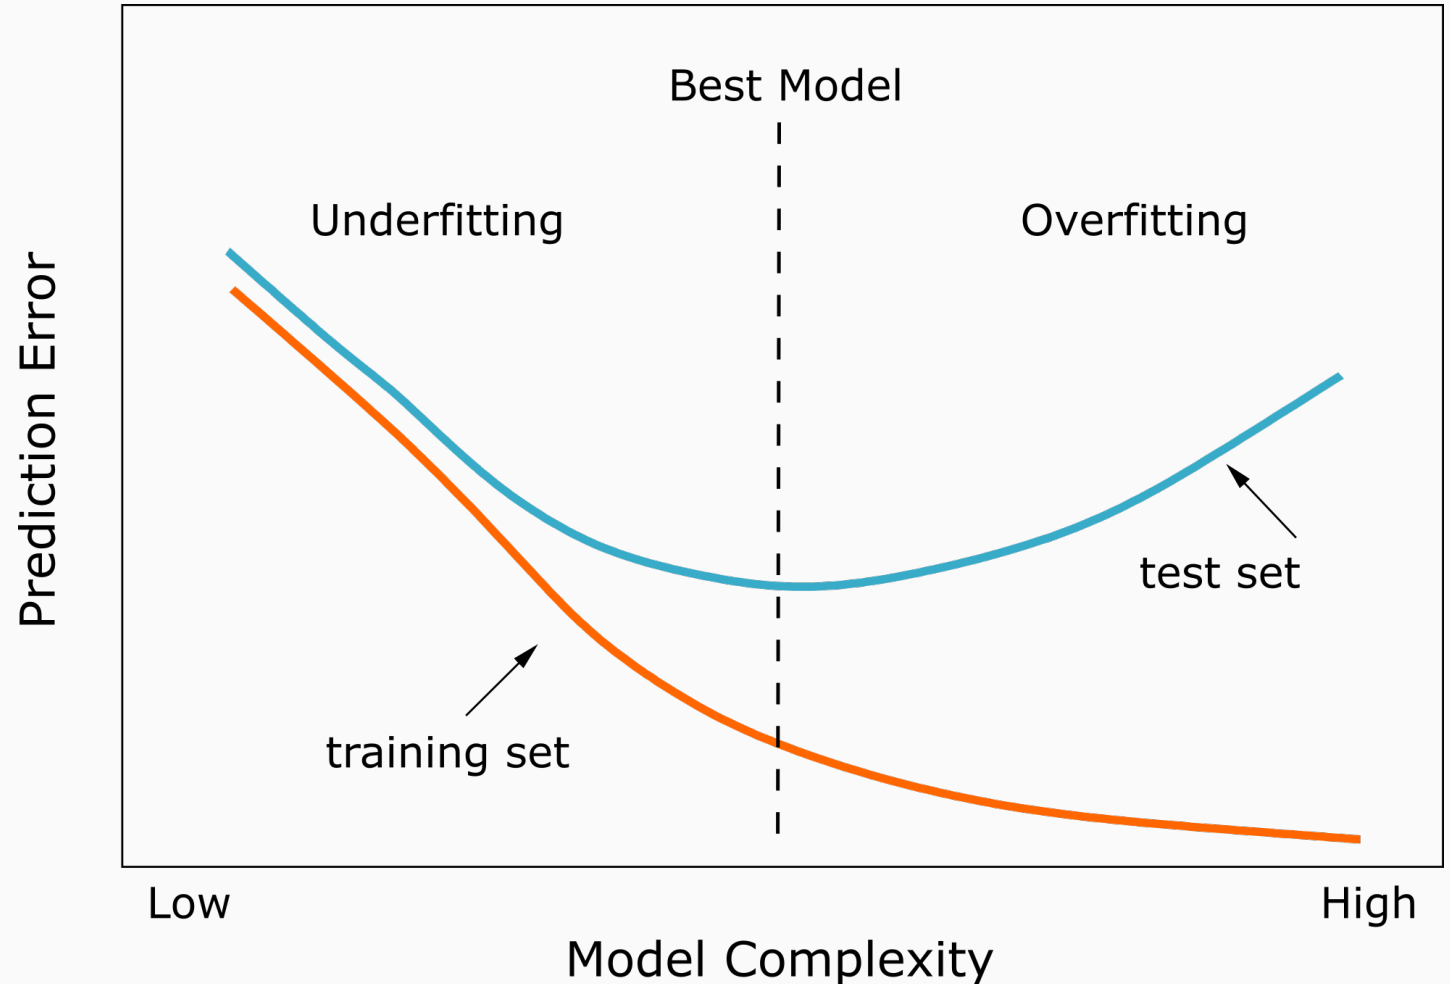 Best Model
Underfitting
Overfitting
Prediction Error
test set
training set
Low
High
Model Complexity